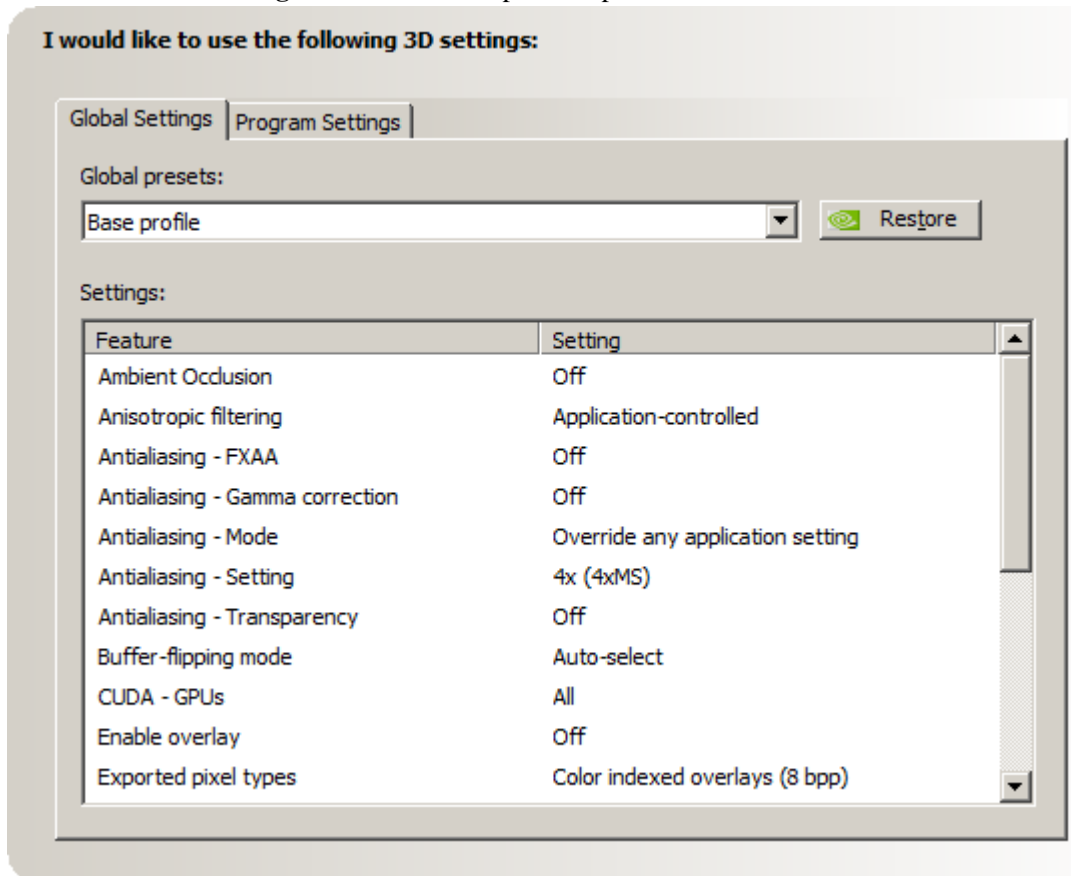 I would like to use the following 3D settings:
Global Settings Program Settings
Global presets:
Base profile Restore
Settings:
Feature Setting
Ambient Occlusion Off
Anisotropic filtering Application-controlled
Antialiasing - FXAA Off
Antialiasing - Gamma correction Off
Antialiasing - Mode Override any application setting
Antialiasing - Setting 4x (4xMS)
Antialiasing - Transparency Off
Buffer-flipping mode Auto-select
CUDA - GPUs All
Enable overlay Off
Exported pixel types Color indexed overlays (8 bpp)